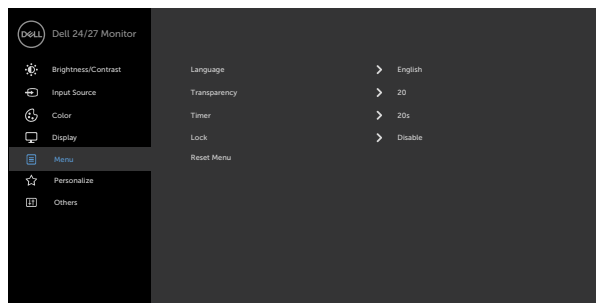 DELL Dell 24/27 Monitor
Brightness/Contrast Language English
Input Source Transparency 20
Color Timer 20s
Display Lock Disable
Menu Reset Menu
Personalize
Others